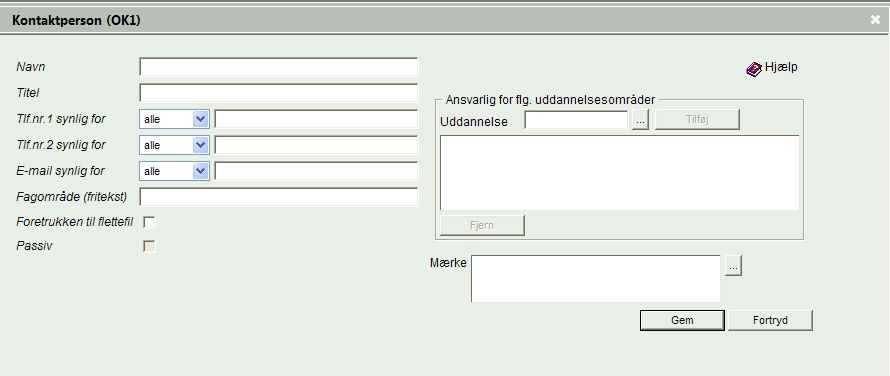 Kontaktperson (OK1)
Navn
Titel
Tlf.nr.1 synlig for alle
Tlf.nr.2 synlig for alle
E-mail synlig for alle
Fagområde (fritekst)
Foretrukken til flettefil
Passiv
Hjælp
Ansvarlig for flg. uddannelsesområder
Uddannelse ... Tilføj
Fjern
Mærke ...
Gem Fortryd